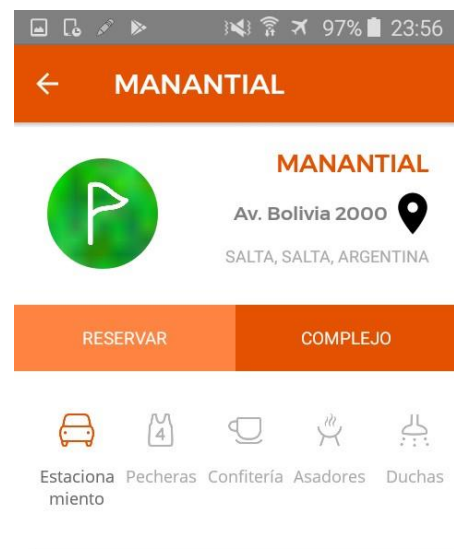 97% 23:56
MANANTIAL
MANANTIAL
Av. Bolivia 2000
SALTA, SALTA, ARGENTINA
RESERVAR COMPLEJO
4
Estaciona Pecheras Confitería Asadores Duchas
miento